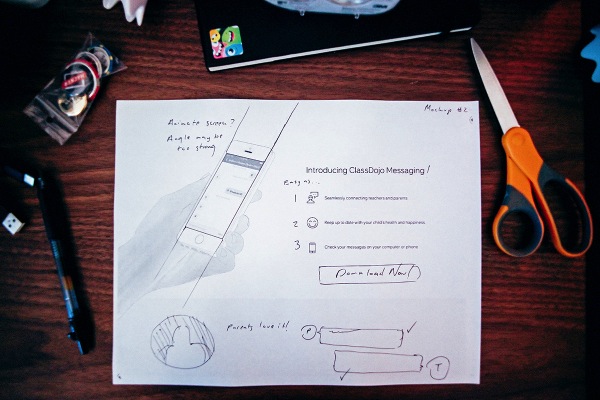 Mockup #2
Animate screen?
Angle may be
too strong
Introducing ClassDojo Messaging /
Easy as...
1 Seamlessly connecting teachers and parents
2 Keep up to date with your child's health and happiness
3 Check your messages on your computer or phone
Download Now!
Parents love it!
P
T